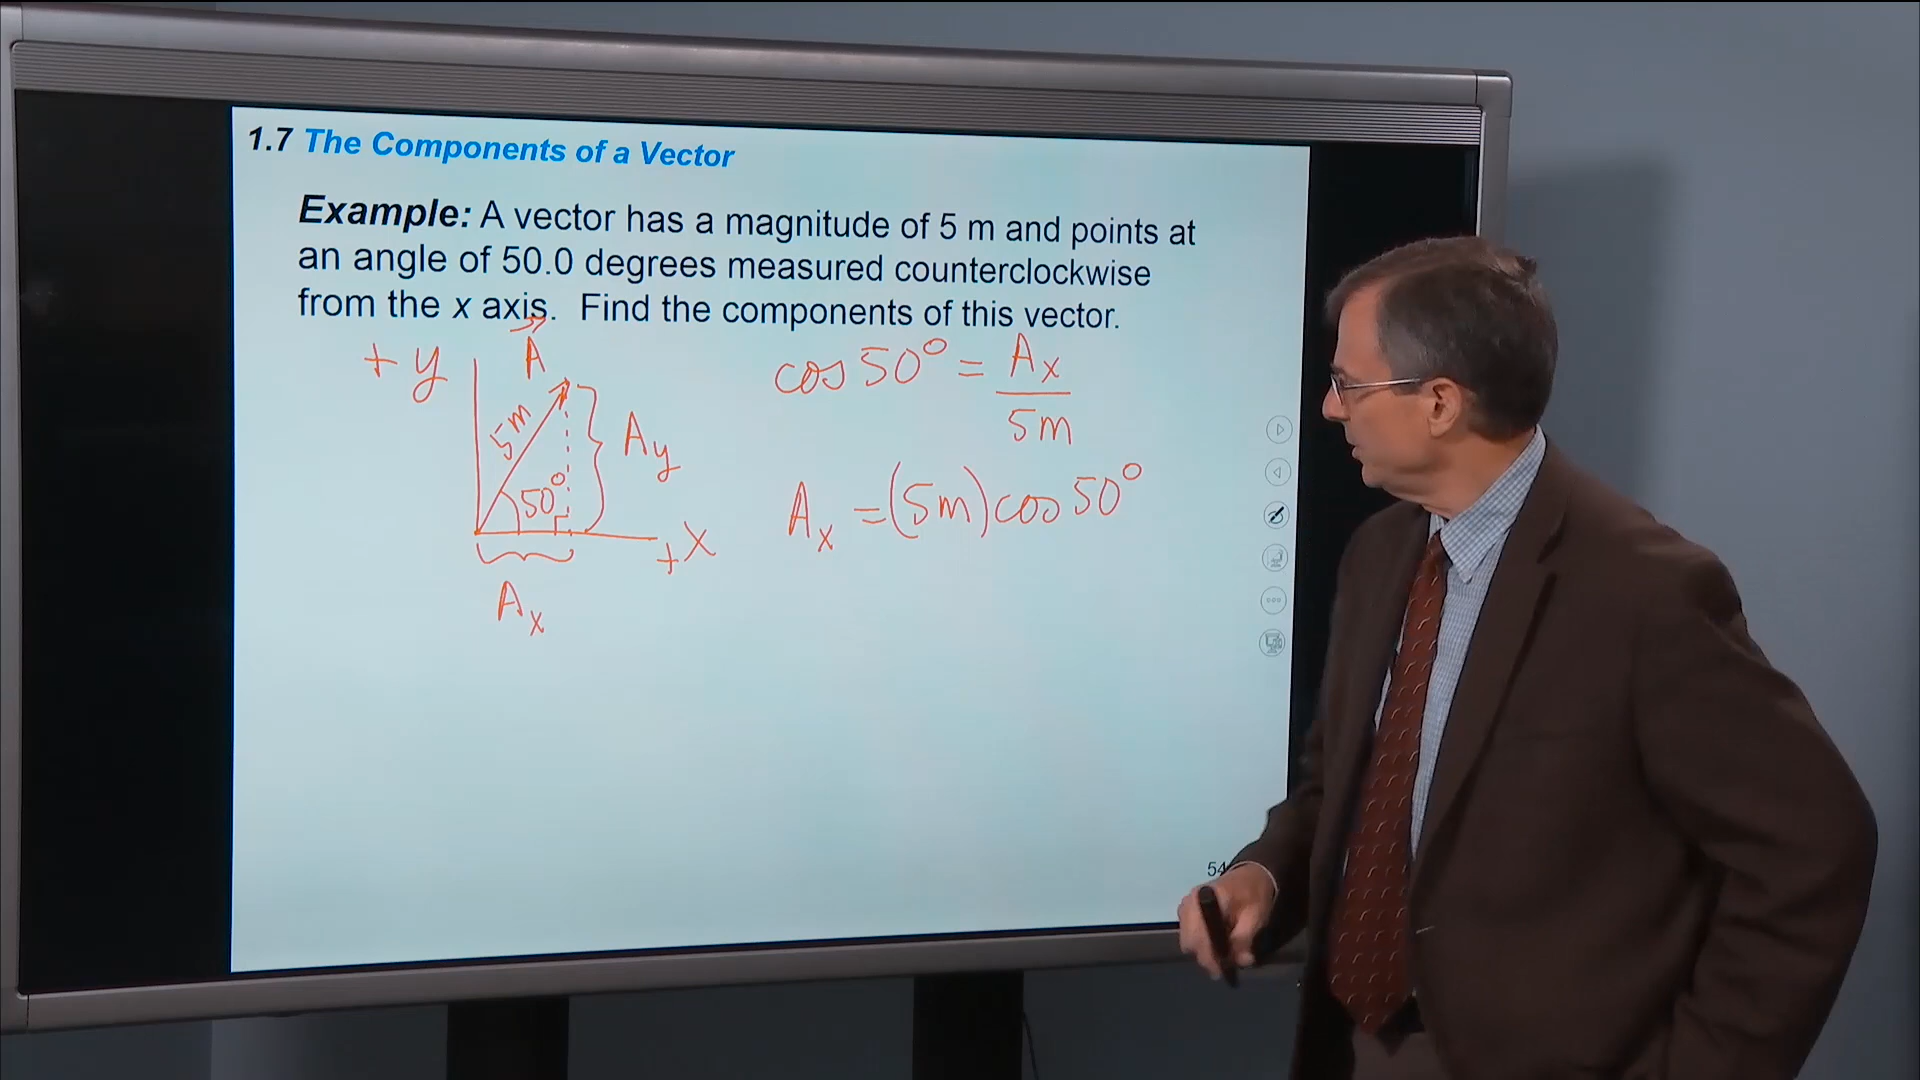 1.7 The Components of a Vector
Example: A vector has a magnitude of 5 m and points at
an angle of 50.0 degrees measured counterclockwise
from the x axis. Find the components of this vector.
+y
A⃗
5m
50°
Ay
+X
Ax
cos 50° = Ax
5m
Ax = (5m) cos 50°
54